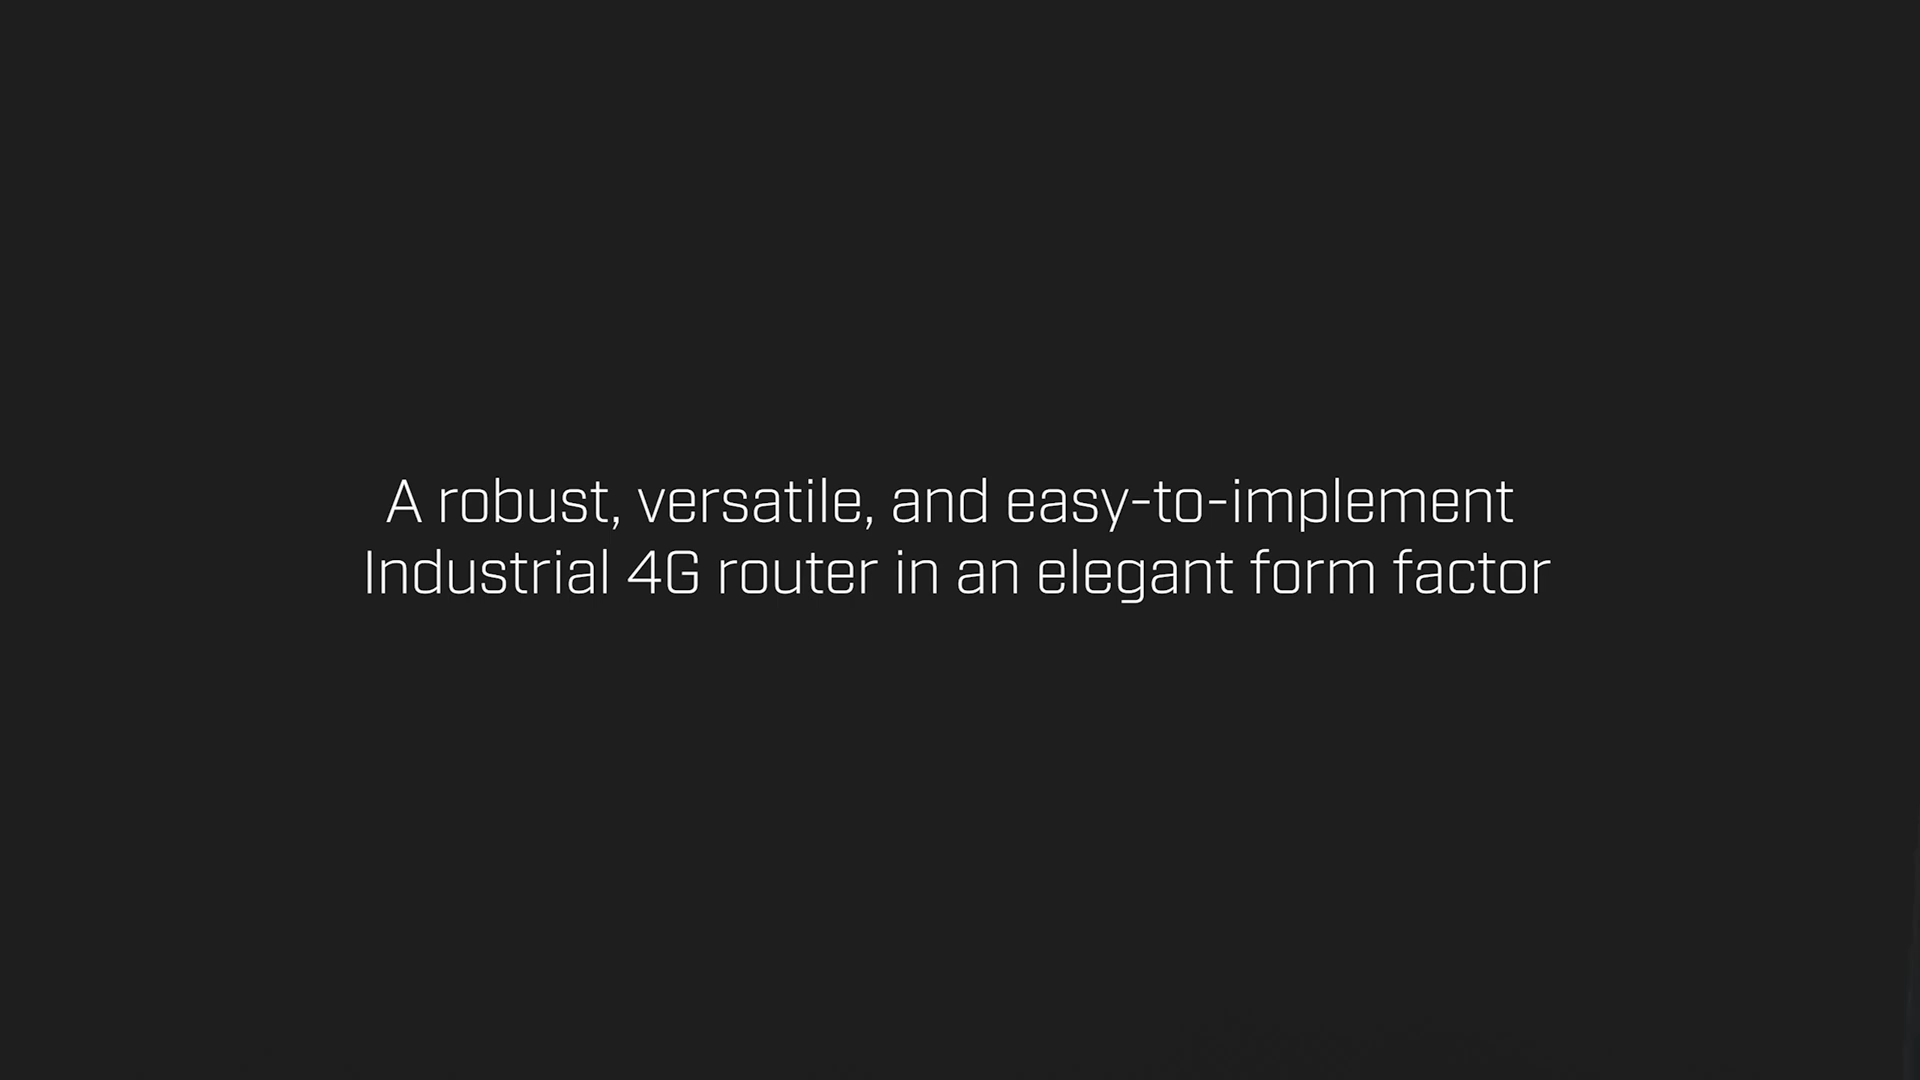 A robust, versatile, and easy-to-implement
Industrial 4G router in an elegant form factor